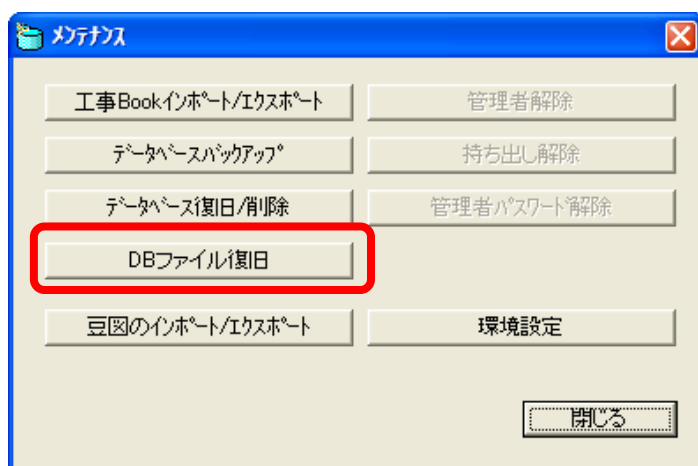 ﾒﾝﾃﾅﾝｽ
工事Bookｲﾝﾎﾟｰﾄ/ｴｸｽﾎﾟｰﾄ
管理者解除
ﾃﾞｰﾀﾍﾞｰｽﾊﾞｯｸｱｯﾌﾟ
持ち出し解除
ﾃﾞｰﾀﾍﾞｰｽ復旧/削除
管理者ﾊﾟｽﾜｰﾄﾞ解除
DBファイル復旧
豆図のｲﾝﾎﾟｰﾄ/ｴｸｽﾎﾟｰﾄ
環境設定
閉じる